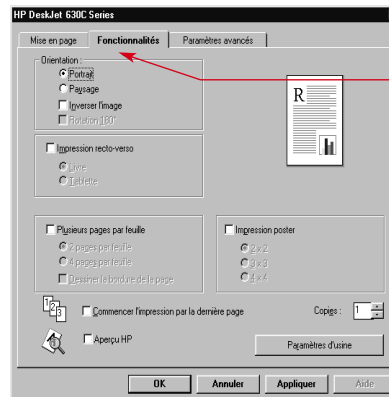 HP DeskJet 630C Series
Mise en page Fonctionnalités Paramètres avancés
Orientation :
Portrait
Paysage
Inverser l'image
Rotation 180°
R
Impression recto-verso
Livre
Tablette
Plusieurs pages par feuille
2 pages par feuille
4 pages par feuille
Dessiner la bordure de la page
Impression poster
2 x 2
3 x 3
4 x 4
1 2 3
Commencer l'impression par la dernière page
Copies : 1
Aperçu HP
Paramètres d'usine
OK Annuler Appliquer Aide